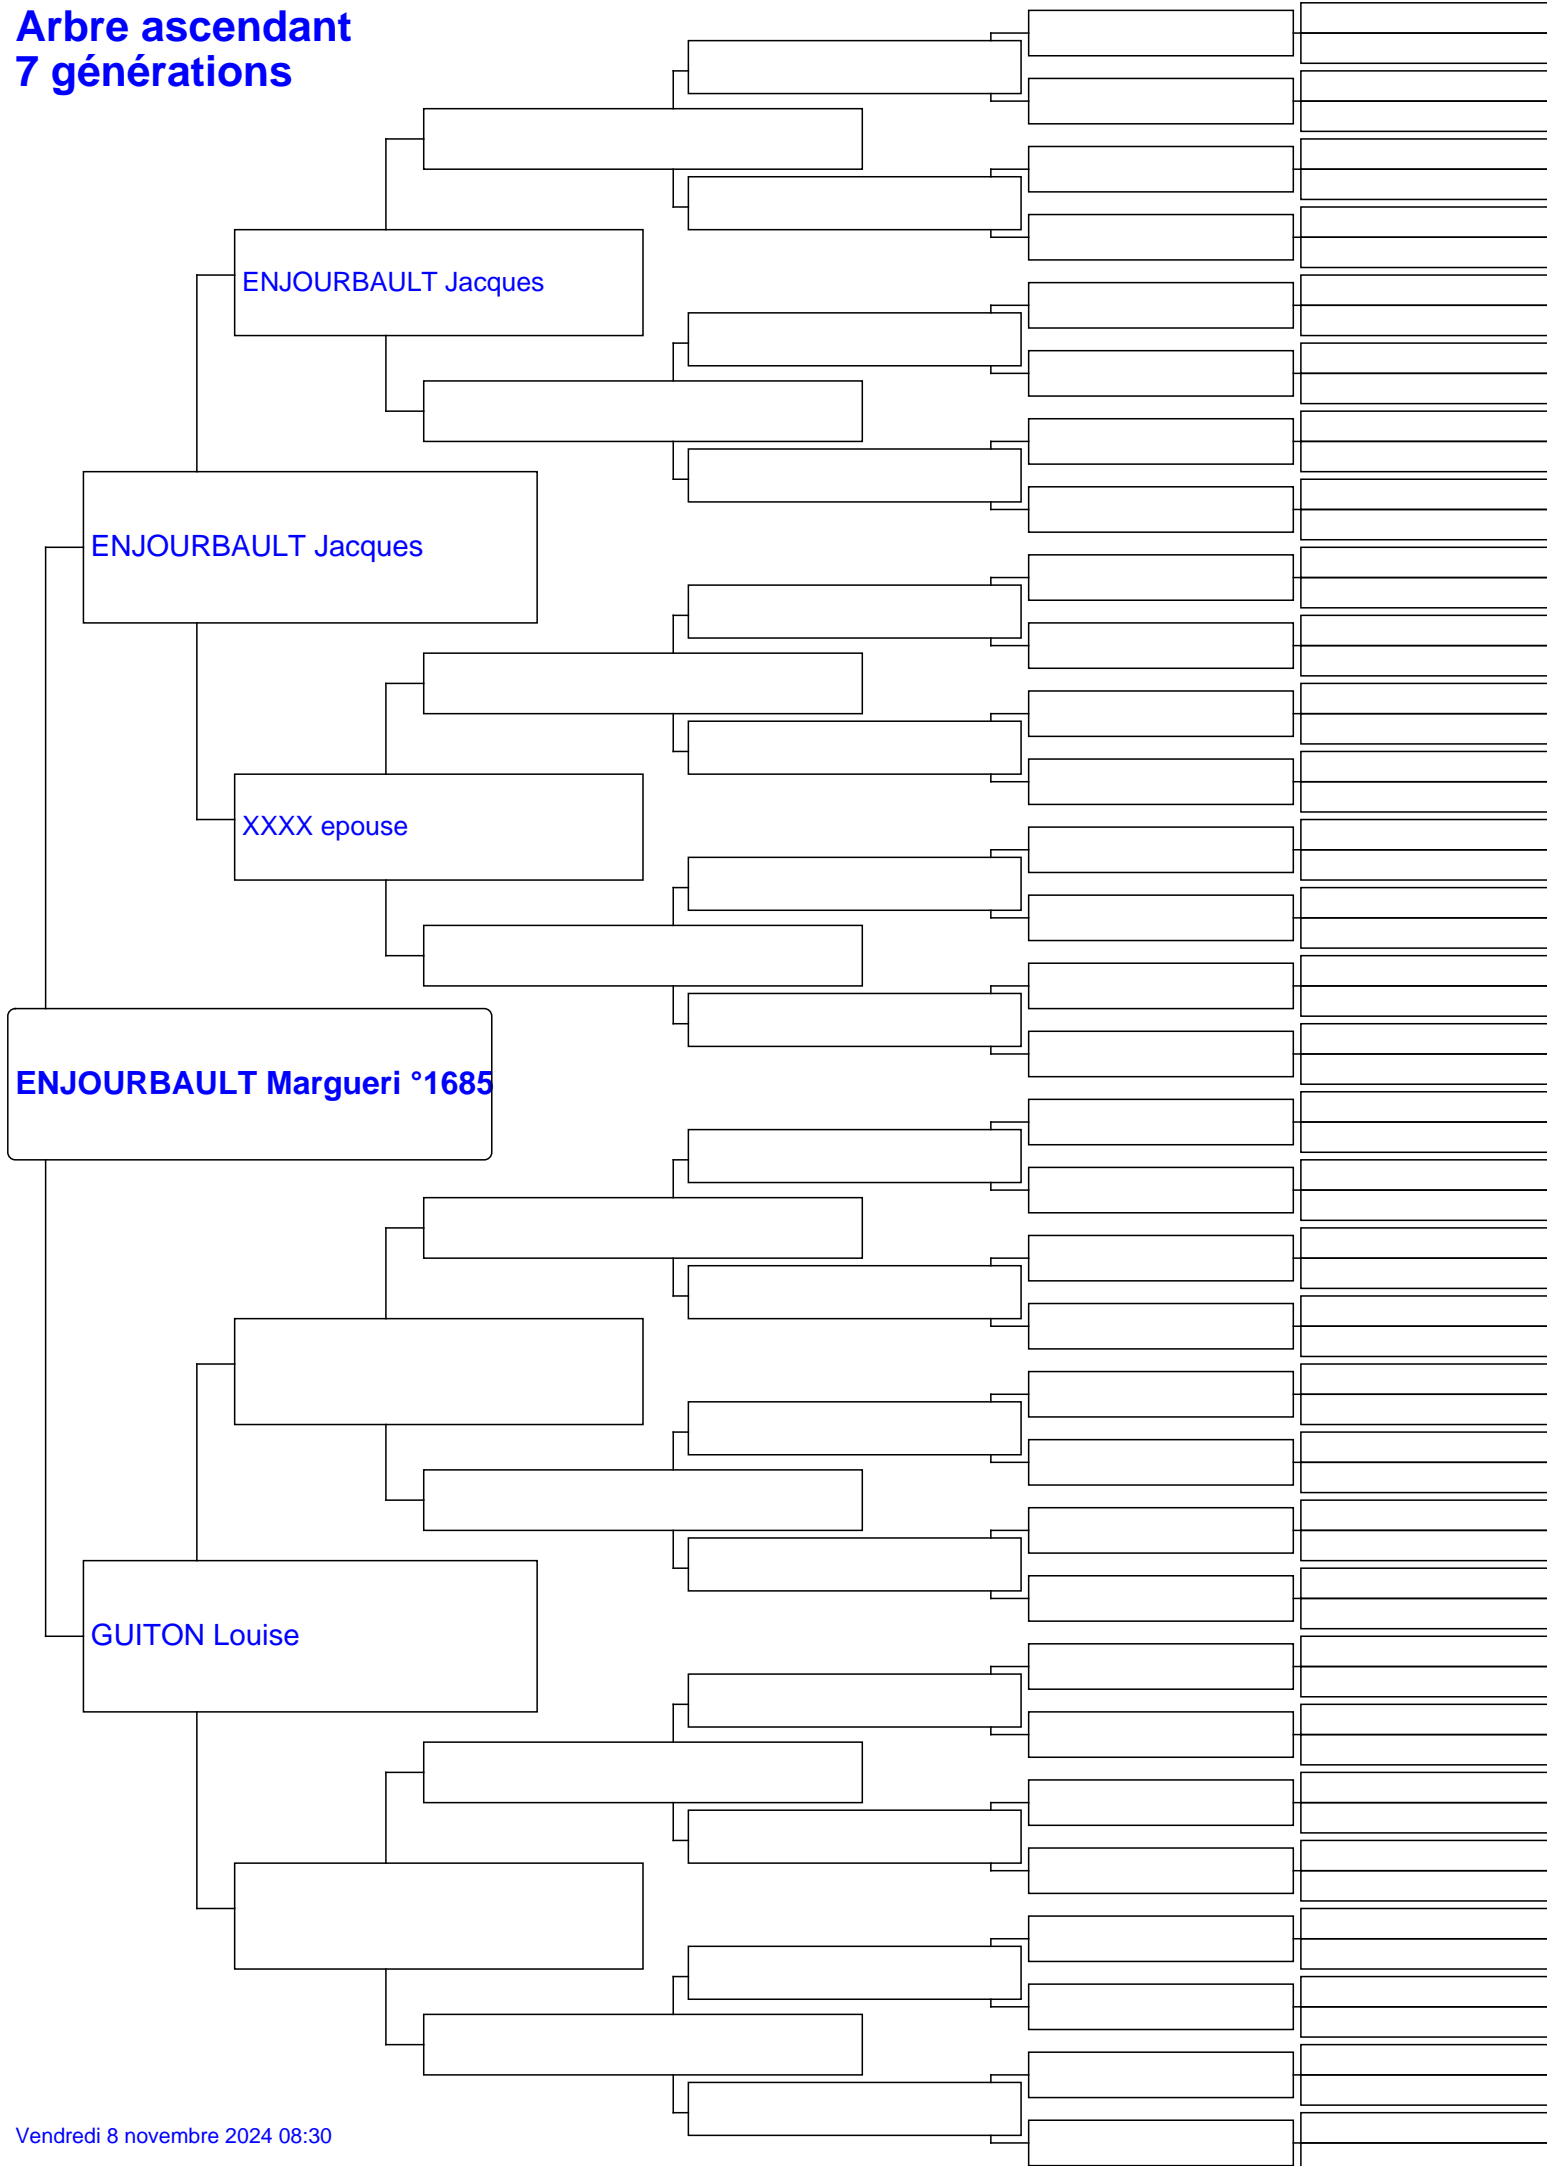 Arbre ascendant
7 générations
ENJOURBAULT Jacques
ENJOURBAULT Jacques
XXXX epouse
ENJOURBAULT Margueri °1685
GUITON Louise
Vendredi 8 novembre 2024 08:30